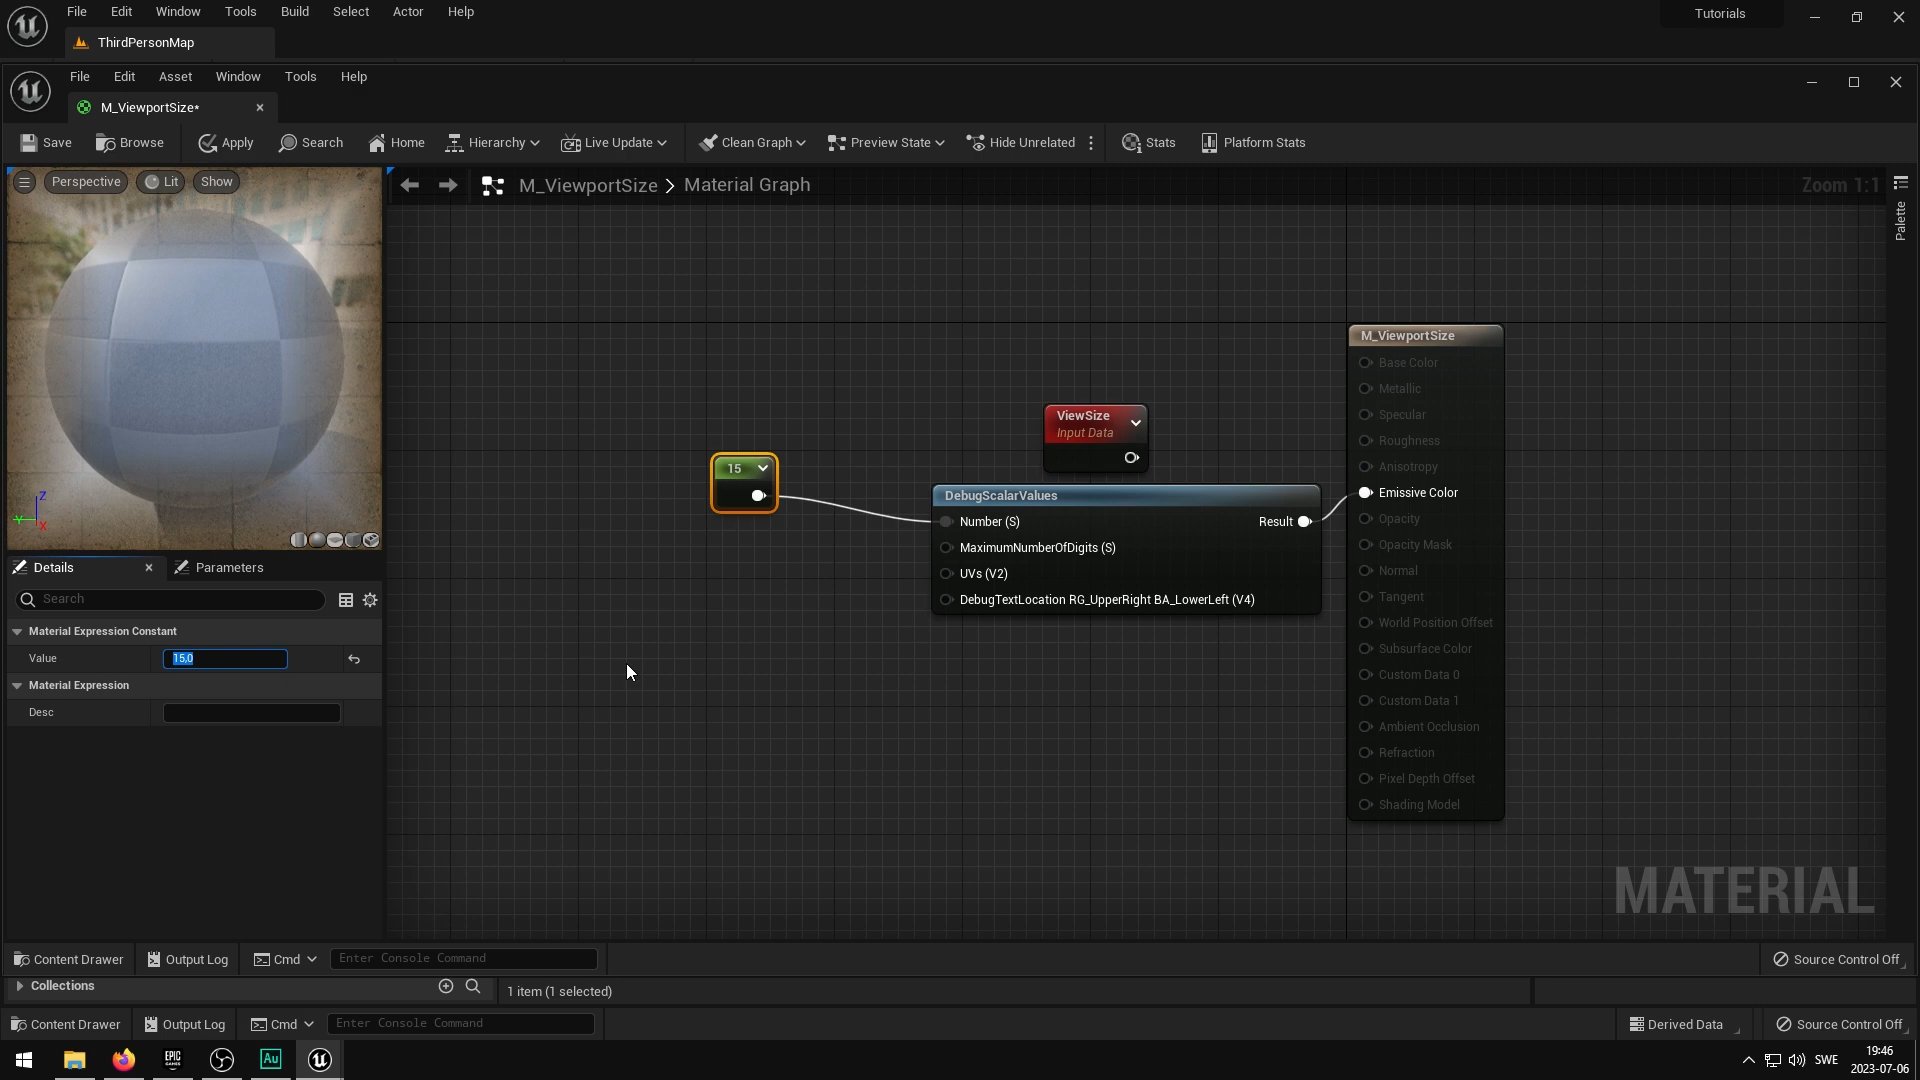 File Edit Window Tools Build Select Actor Help
Tutorials
ThirdPersonMap
File Edit Asset Window Tools Help
M_ViewportSize*
Save Browse Apply Search Home Hierarchy Live Update Clean Graph Preview State Hide Unrelated Stats Platform Stats
Perspective Lit Show
M_ViewportSize > Material Graph
Zoom 1:1
Palette
M_ViewportSize
Base Color
Metallic
Specular
Roughness
Anisotropy
Emissive Color
Opacity
Opacity Mask
Normal
Tangent
World Position Offset
Subsurface Color
Custom Data 0
Custom Data 1
Ambient Occlusion
Refraction
Pixel Depth Offset
Shading Model
ViewSize
Input Data
15
DebugScalarValues
Number (S) Result
MaximumNumberOfDigits (S)
UVs (V2)
DebugTextLocation RG_UpperRight BA_LowerLeft (V4)
Z
Y
X
Details Parameters
Search
Material Expression Constant
Value 15,0
Material Expression
Desc
MATERIAL
Content Drawer Output Log Cmd Enter Console Command Source Control Off
Collections 1 item (1 selected)
Content Drawer Output Log Cmd Enter Console Command Derived Data Source Control Off
EPIC
GAMES
Au
SWE
19:46
2023-07-06